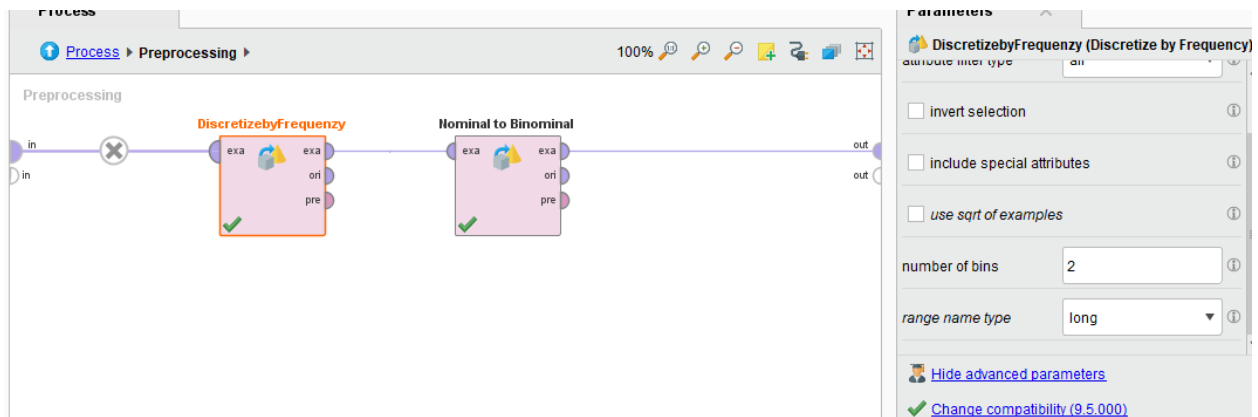 Process
Process ▸ Preprocessing ▸
100%
Preprocessing
in
in
DiscretizebyFrequenzy
exa
exa
ori
pre
Nominal to Binominal
exa
exa
ori
pre
out
out
Parameters
DiscretizebyFrequenzy (Discretize by Frequency)
attribute filter type
all
invert selection
include special attributes
use sqrt of examples
number of bins
2
range name type
long
Hide advanced parameters
Change compatibility (9.5.000)